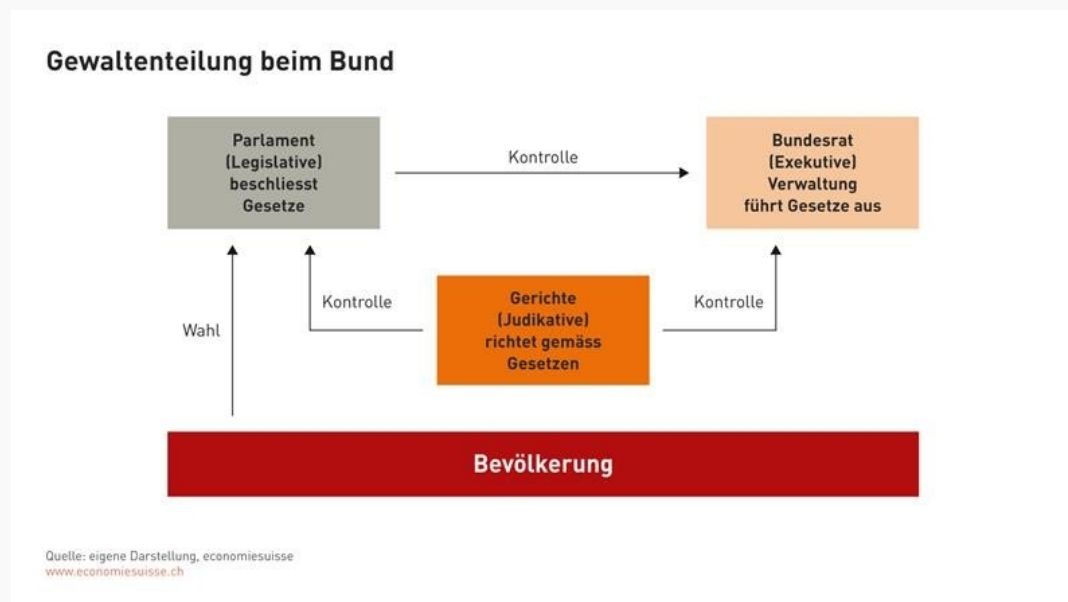 Gewaltenteilung beim Bund
Parlament
(Legislative)
beschliesst
Gesetze
Kontrolle
Bundesrat
(Exekutive)
Verwaltung
führt Gesetze aus
Wahl
Kontrolle
Gerichte
(Judikative)
richtet gemäss
Gesetzen
Kontrolle
Bevölkerung
Quelle: eigene Darstellung, economiesuisse
www.economiesuisse.ch